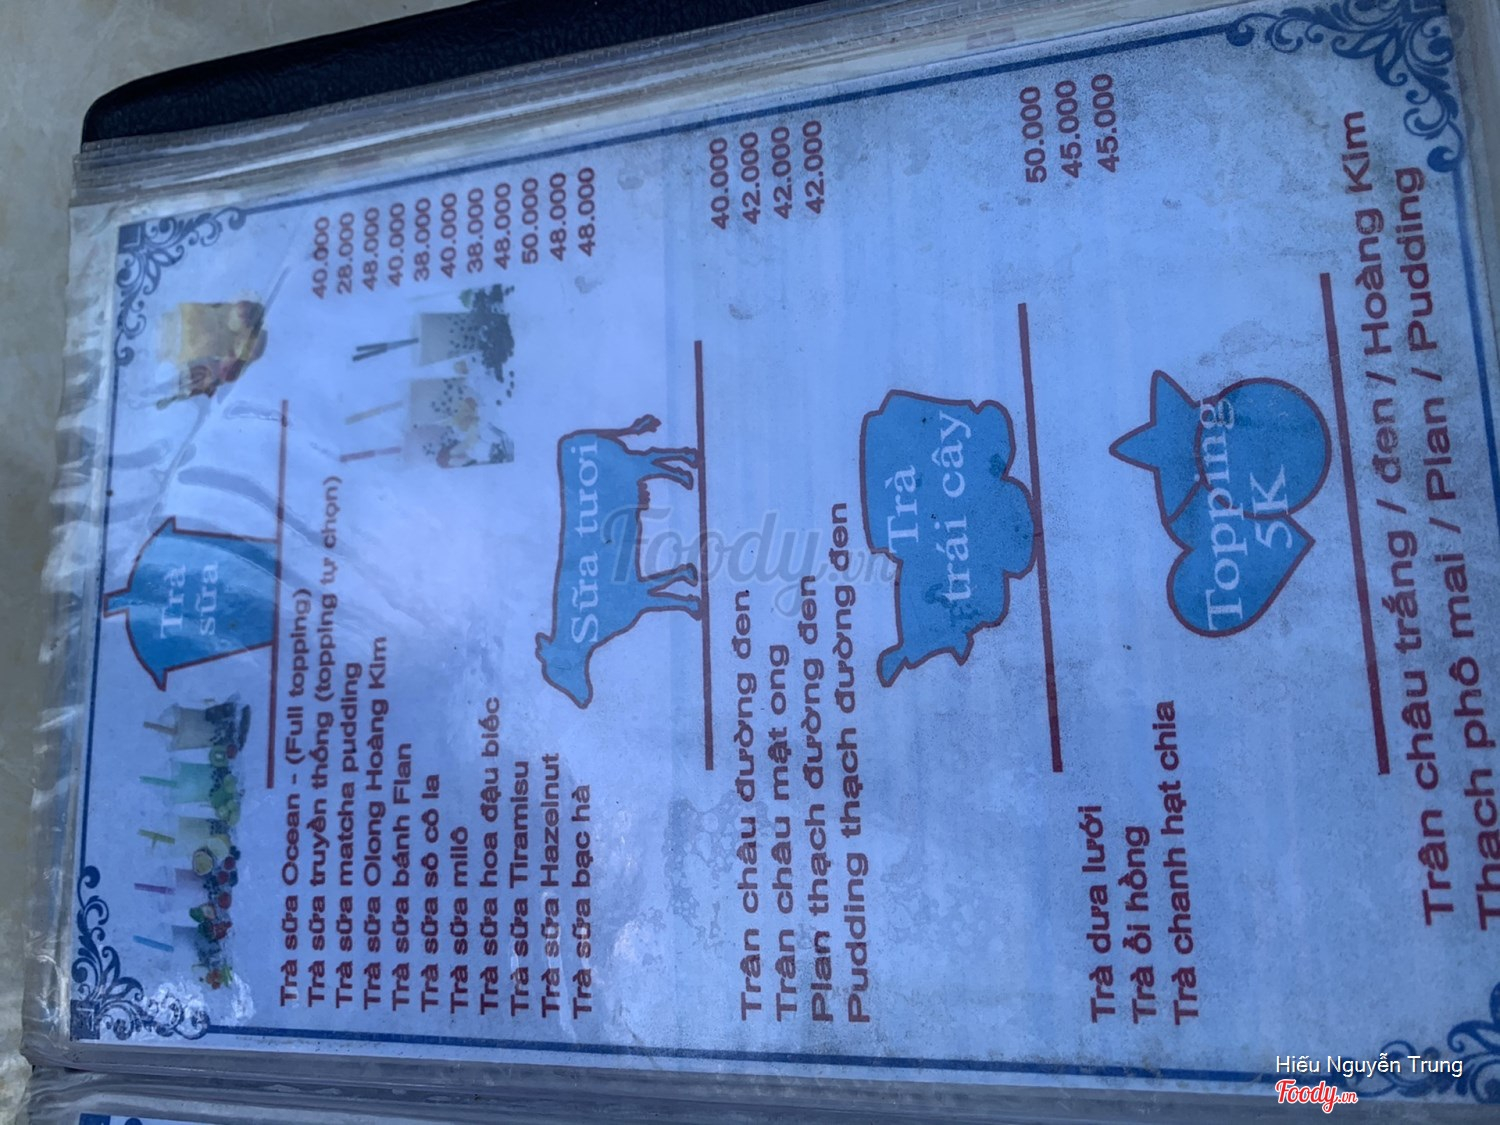 Trà
sữa
Trà sữa Ocean - (Full topping) 40.000
Trà sữa truyền thống (topping tự chọn) 28.000
Trà sữa matcha pudding 48.000
Trà sữa Olong Hoàng Kim 40.000
Trà sữa bánh Flan 38.000
Trà sữa sô cô la 40.000
Trà sữa milô 38.000
Trà sữa hoa đậu biếc 48.000
Trà sữa Tiramisu 50.000
Trà sữa Hazelnut 48.000
Trà sữa bạc hà 48.000
Sữa tươi
Trân châu đường đen 40.000
Trân châu mật ong 42.000
Plan thạch đường đen 42.000
Pudding thạch đường đen 42.000
Trà
trái cây
Trà dưa lưới 50.000
Trà ổi hồng 45.000
Trà chanh hạt chia 45.000
Topping
5K
Trân châu trắng / đen / Hoàng Kim
Thạch phô mai / Plan / Pudding
Foody.vn
Hiếu Nguyễn Trung
Foody.vn